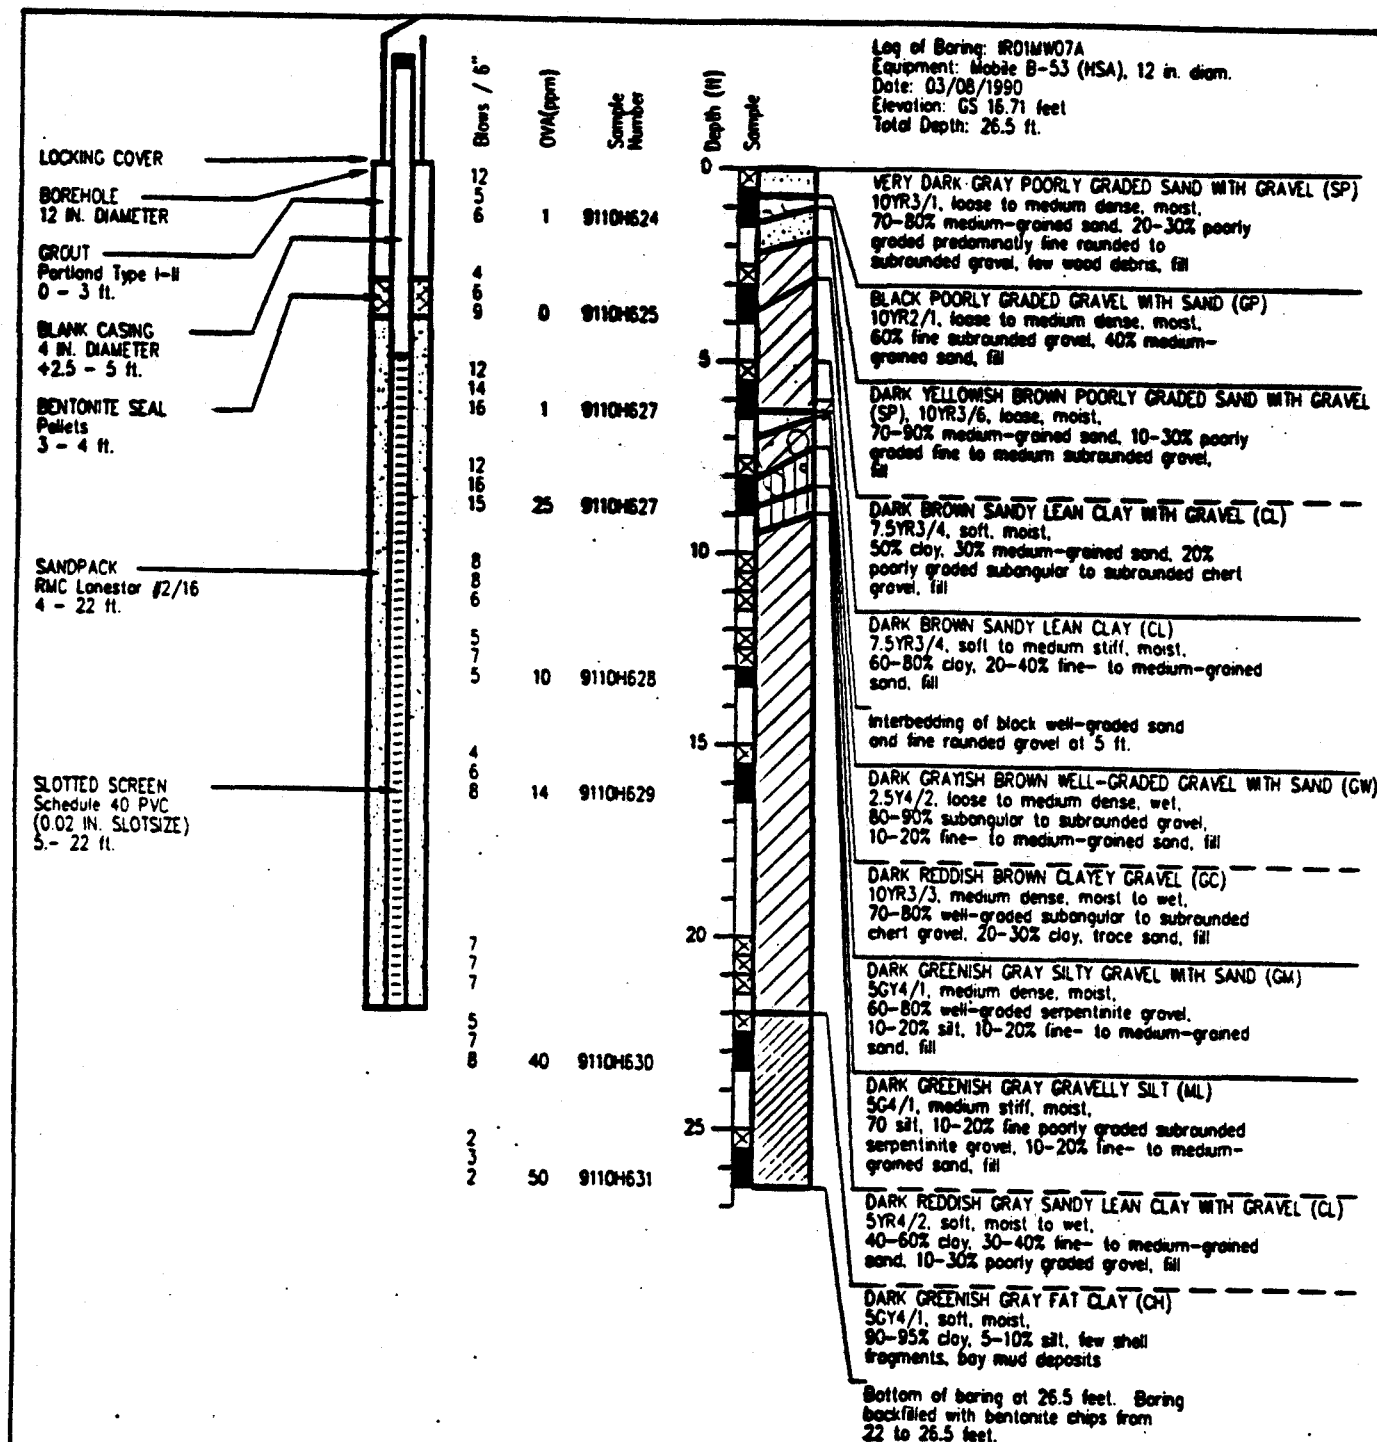 Log of Boring: IR01MW07A
Equipment: Mobile B-53 (HSA), 12 in. diam.
Date: 03/08/1990
Elevation: GS 16.71 feet
Total Depth: 26.5 ft.
LOCKING COVER
BOREHOLE
12 IN. DIAMETER
GROUT
Portland Type I-II
0 - 3 ft.
BLANK CASING
4 IN. DIAMETER
+2.5 - 5 ft.
BENTONITE SEAL
Pellets
3 - 4 ft.
SANDPACK
RMC Lonestar #2/16
4 - 22 ft.
SLOTTED SCREEN
Schedule 40 PVC
(0.02 IN. SLOTSIZE)
5.- 22 ft.
Blows / 6"
OVA(ppm)
Sample
Number
Depth (ft)
Sample
12
5
6 1 9110H624
4
6
9 0 9110H625
12
14
16 1 9110H627
12
16
15 25 9110H627
8
8
6
5
7
5 10 9110H628
4
6
8 14 9110H629
7
7
7
5
7
8 40 9110H630
2
3
2 50 9110H631
0
5
10
15
20
25
VERY DARK GRAY POORLY GRADED SAND WITH GRAVEL (SP)
10YR3/1, loose to medium dense, moist,
70-80% medium-grained sand, 20-30% poorly
graded predominatly fine rounded to
subrounded gravel, few wood debris, fill
BLACK POORLY GRADED GRAVEL WITH SAND (GP)
10YR2/1, loose to medium dense, moist,
60% fine subrounded gravel, 40% medium-
grained sand, fill
DARK YELLOWISH BROWN POORLY GRADED SAND WITH GRAVEL
(SP), 10YR3/6, loose, moist,
70-90% medium-grained sand, 10-30% poorly
graded fine to medium subrounded gravel,
fill
DARK BROWN SANDY LEAN CLAY WITH GRAVEL (CL)
7.5YR3/4, soft, moist,
50% clay, 30% medium-grained sand, 20%
poorly graded subangular to subrounded chert
gravel, fill
DARK BROWN SANDY LEAN CLAY (CL)
7.5YR3/4, soft to medium stiff, moist,
60-80% clay, 20-40% fine- to medium-grained
sand, fill
Interbedding of black well-graded sand
and fine rounded gravel at 5 ft.
DARK GRAYISH BROWN WELL-GRADED GRAVEL WITH SAND (GW)
2.5Y4/2, loose to medium dense, wet,
80-90% subangular to subrounded gravel,
10-20% fine- to medium-grained sand, fill
DARK REDDISH BROWN CLAYEY GRAVEL (GC)
10YR3/3, medium dense, moist to wet,
70-80% well-graded subangular to subrounded
chert gravel, 20-30% clay, trace sand, fill
DARK GREENISH GRAY SILTY GRAVEL WITH SAND (GM)
5GY4/1, medium dense, moist,
60-80% well-graded serpentinite gravel,
10-20% silt, 10-20% fine- to medium-grained
sand, fill
DARK GREENISH GRAY GRAVELLY SILT (ML)
5G4/1, medium stiff, moist,
70 silt, 10-20% fine poorly graded subrounded
serpentinite gravel, 10-20% fine- to medium-
grained sand, fill
DARK REDDISH GRAY SANDY LEAN CLAY WITH GRAVEL (CL)
5YR4/2, soft, moist to wet,
40-60% clay, 30-40% fine- to medium-grained
sand, 10-30% poorly graded gravel, fill
DARK GREENISH GRAY FAT CLAY (CH)
5GY4/1, soft, moist,
90-95% clay, 5-10% silt, few shell
fragments, bay mud deposits
Bottom of boring at 26.5 feet. Boring
backfilled with bentonite chips from
22 to 26.5 feet.